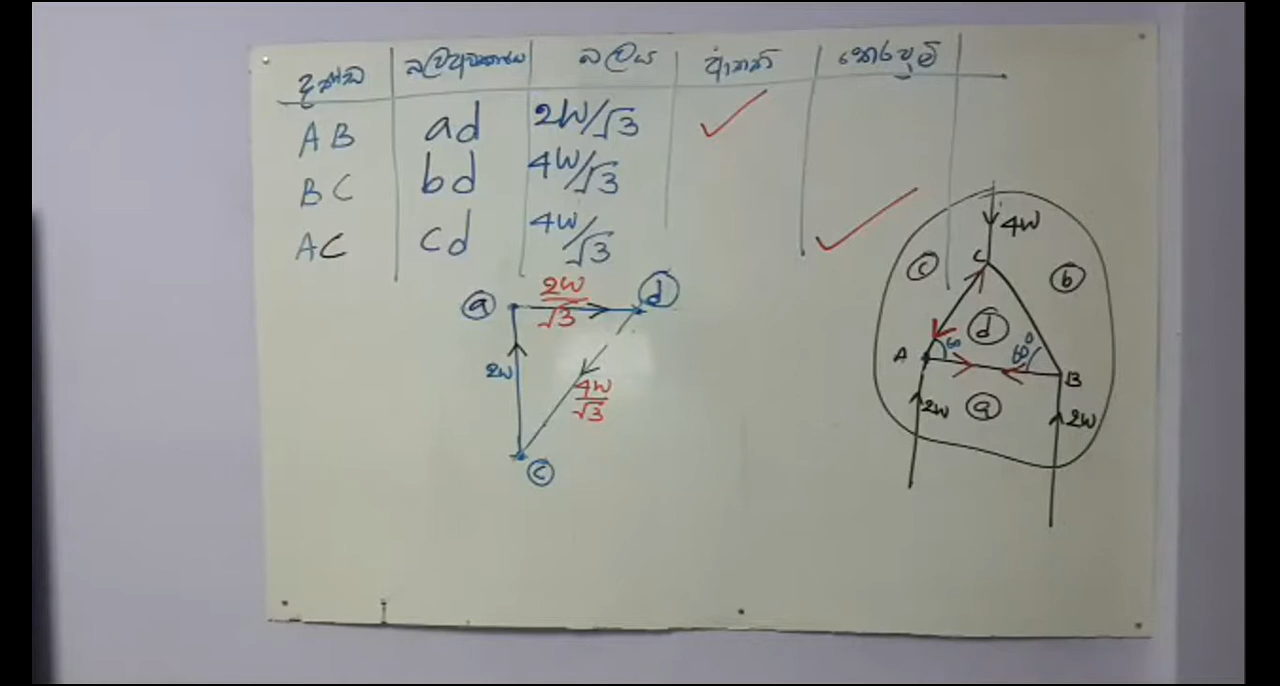 දණ්ඩ බලඅංකනය බලය ආතති තෙරපුම්
AB ad 2W/√3 ✓
BC bd 4W/√3
AC cd 4W/√3 ✓
a 2W/√3 d
2W
4W/√3
c
4W
c C b
d
A 60 60° B
2W a 2W